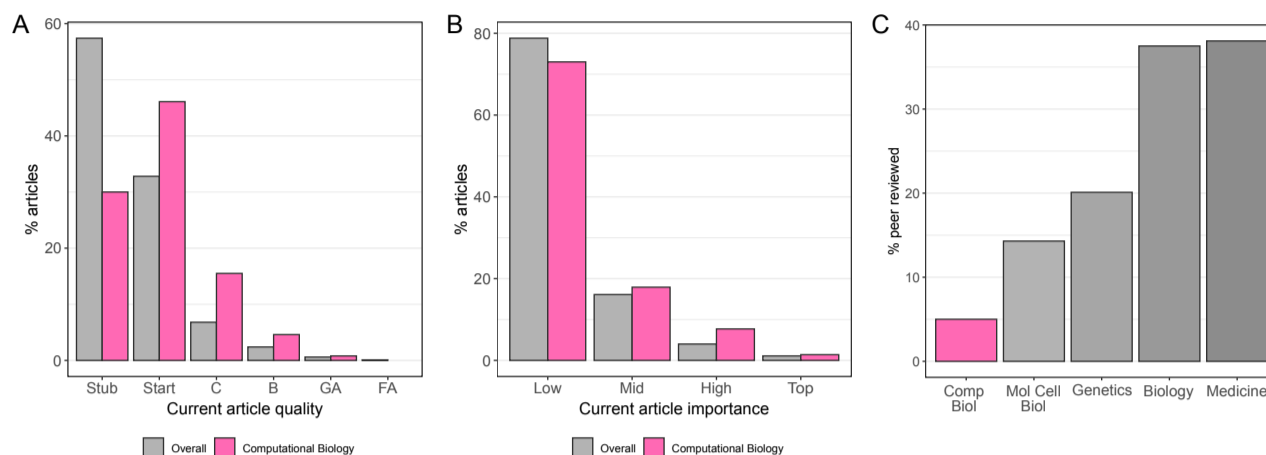 A
60
40
20
0
% articles
Stub Start C B GA FA
Current article quality
Overall Computational Biology
B
80
60
40
20
0
% articles
Low Mid High Top
Current article importance
Overall Computational Biology
C
40
30
20
10
0
% peer reviewed
Comp Biol
Mol Cell Biol
Genetics
Biology
Medicine